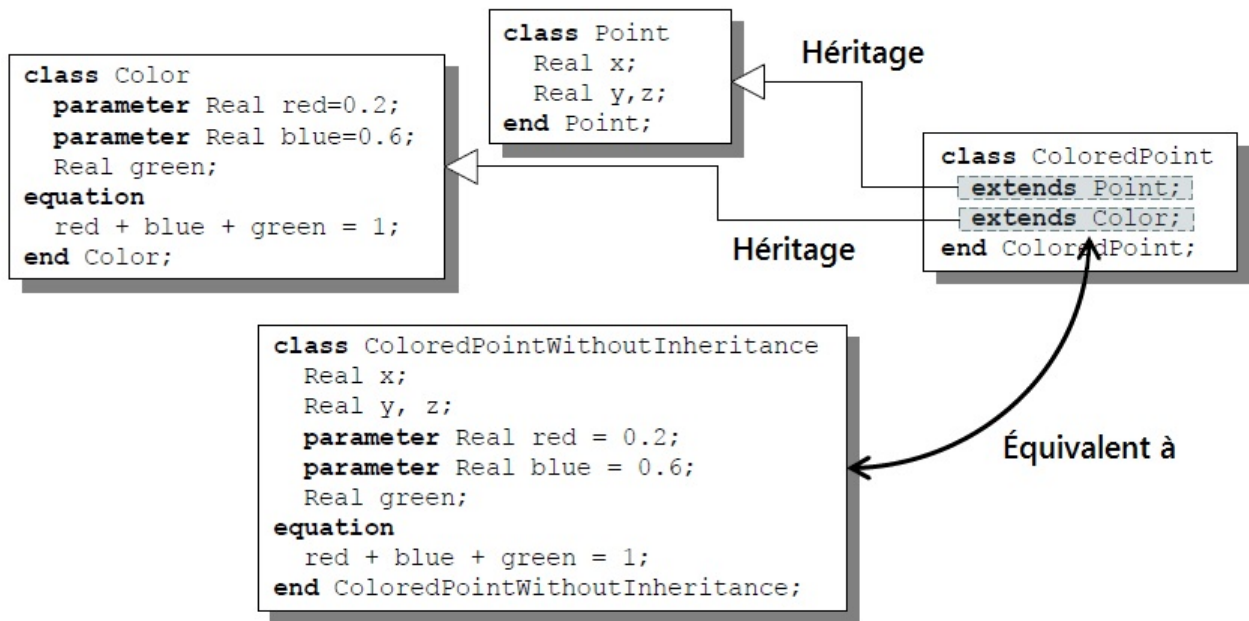 class Color
parameter Real red=0.2;
parameter Real blue=0.6;
Real green;
equation
red + blue + green = 1;
end Color;
class Point
Real x;
Real y,z;
end Point;
Héritage
class ColoredPoint
extends Point;
extends Color;
end ColoredPoint;
Héritage
class ColoredPointWithoutInheritance
Real x;
Real y, z;
parameter Real red = 0.2;
parameter Real blue = 0.6;
Real green;
equation
red + blue + green = 1;
end ColoredPointWithoutInheritance;
Équivalent à